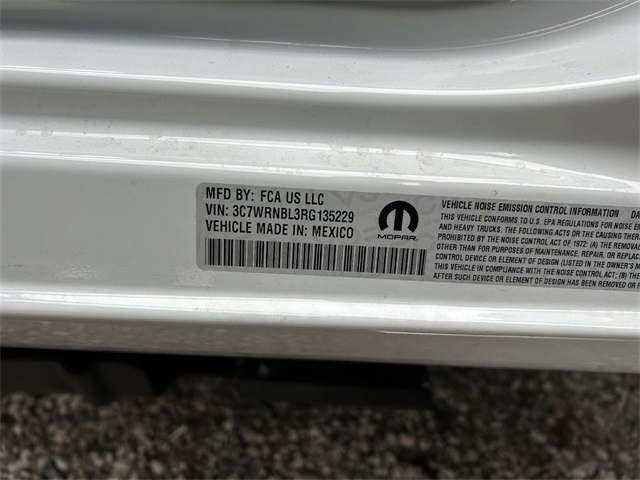 MFD BY: FCA US LLC
VIN: 3C7WRNBL3RG135229
VEHICLE MADE IN: MEXICO
MOPAR
VEHICLE NOISE EMISSION CONTROL INFORMATION DA
THIS VEHICLE CONFORMS TO U.S. EPA REGULATIONS FOR NOISE EM
AND HEAVY TRUCKS. THE FOLLOWING ACTS OR THE CAUSING THEREOF
PROHIBITED BY THE NOISE CONTROL ACT OF 1972: (A) THE REMOVAL
OTHER THAN FOR PURPOSES OF MAINTENANCE, REPAIR, OR REPLAC
CONTROL DEVICE OR ELEMENT OF DESIGN (LISTED IN THE OWNER'S M
THIS VEHICLE IN COMPLIANCE WITH THE NOISE CONTROL ACT; (B) THE
AFTER SUCH DEVICE OR ELEMENT OF DESIGN HAS BEEN REMOVED OR